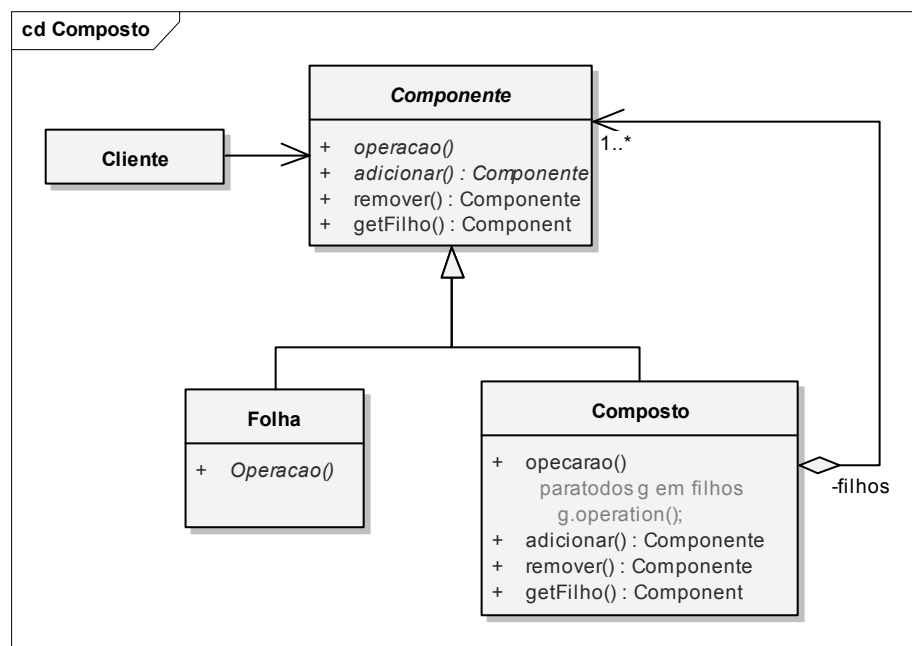 cd Composto
Componente
+ operacao()
+ adicionar() : Componente
+ remover() : Componente
+ getFilho() : Component
Cliente
1..*
Folha
+ Operacao()
Composto
+ opecarao()
paratodos g em filhos
g.operation();
+ adicionar() : Componente
+ remover() : Componente
+ getFilho() : Component
-filhos